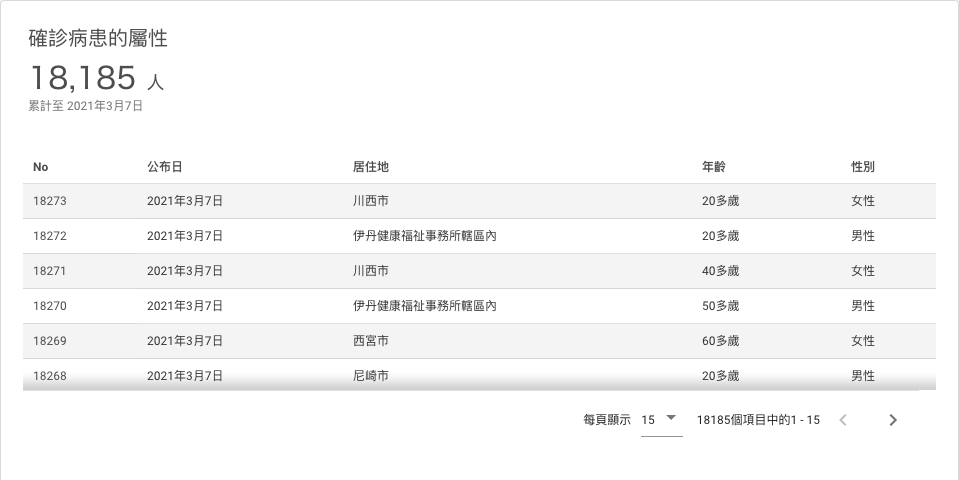 確診病患的屬性
18,185 人
累計至 2021年3月7日
No 公布日 居住地 年齡 性別
18273 2021年3月7日 川西市 20多歲 女性
18272 2021年3月7日 伊丹健康福祉事務所轄區內 20多歲 男性
18271 2021年3月7日 川西市 40多歲 女性
18270 2021年3月7日 伊丹健康福祉事務所轄區內 50多歲 男性
18269 2021年3月7日 西宮市 60多歲 女性
18268 2021年3月7日 尼崎市 20多歲 男性
每頁顯示 15 18185個項目中的1 - 15